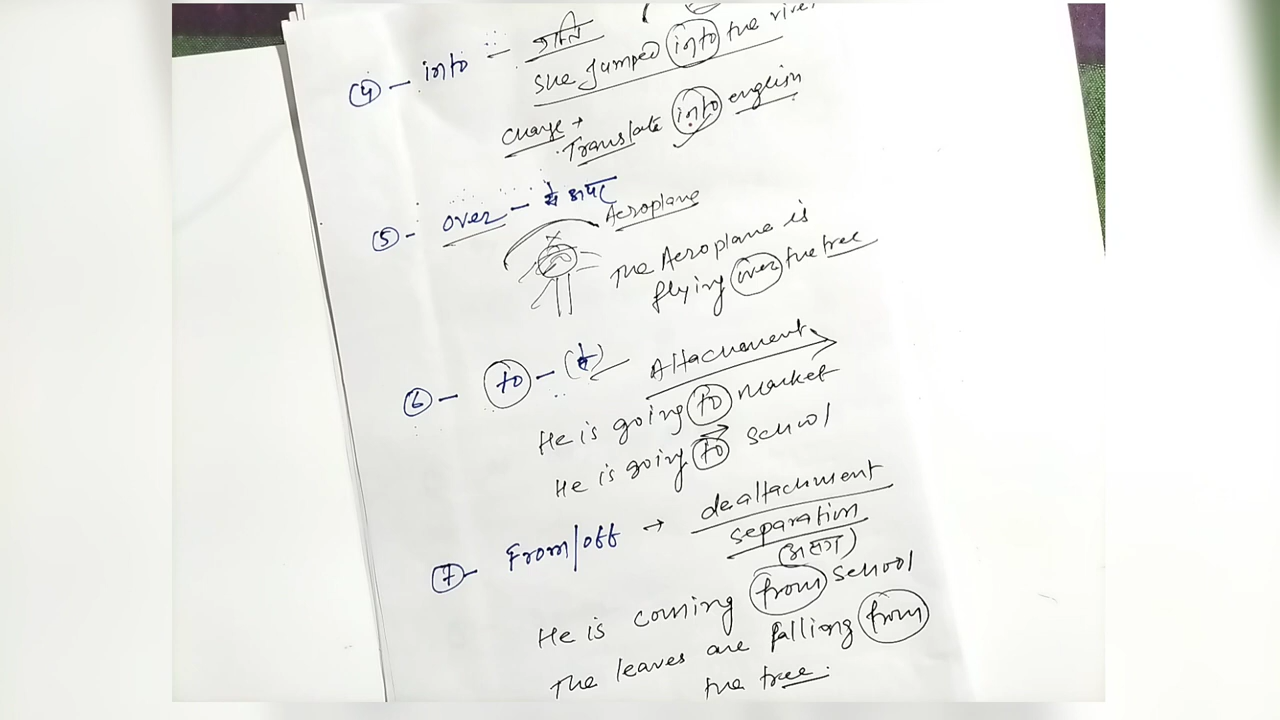 ④ - into - गति
She Jumped into the river
Change →
Translate into english
⑤ - over - के ऊपर
Aeroplane
The Aeroplane is
flying over the tree
⑥ - to -
Attachment
He is going to market
He is going to school
⑦ - From/off → deattachment
separation
(अलग)
He is coming from school
The leaves are falliong from
the tree.